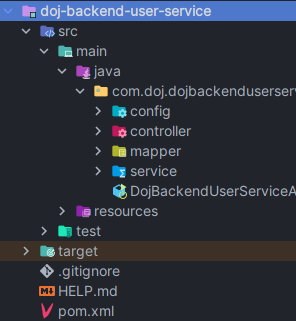 doj-backend-user-service
src
main
java
com.doj.dojbackenduserserv
config
controller
mapper
service
DojBackendUserServiceA
resources
test
target
.gitignore
HELP.md
pom.xml